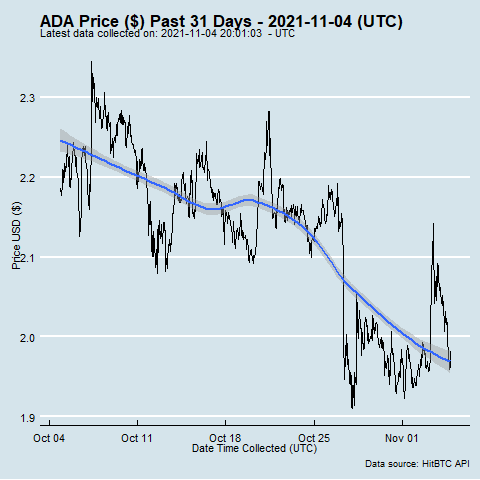 ADA Price ($) Past 31 Days - 2021-11-04 (UTC)
Latest data collected on: 2021-11-04 20:01:03 - UTC
2.3
2.2
2.1
2.0
1.9
Price USD ($)
Oct 04
Oct 11
Oct 18
Oct 25
Nov 01
Date Time Collected (UTC)
Data source: HitBTC API